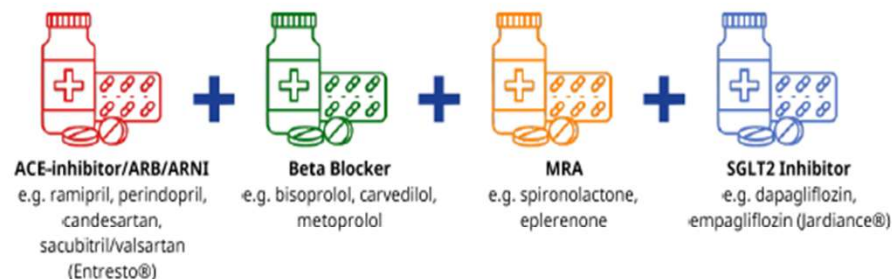 ACE-inhibitor/ARB/ARNI
e.g. ramipril, perindopril,
candesartan,
sacubitril/valsartan
(Entresto®)
Beta Blocker
e.g. bisoprolol, carvedilol,
metoprolol
MRA
e.g. spironolactone,
eplerenone
SGLT2 Inhibitor
e.g. dapagliflozin,
empagliflozin (Jardiance®)